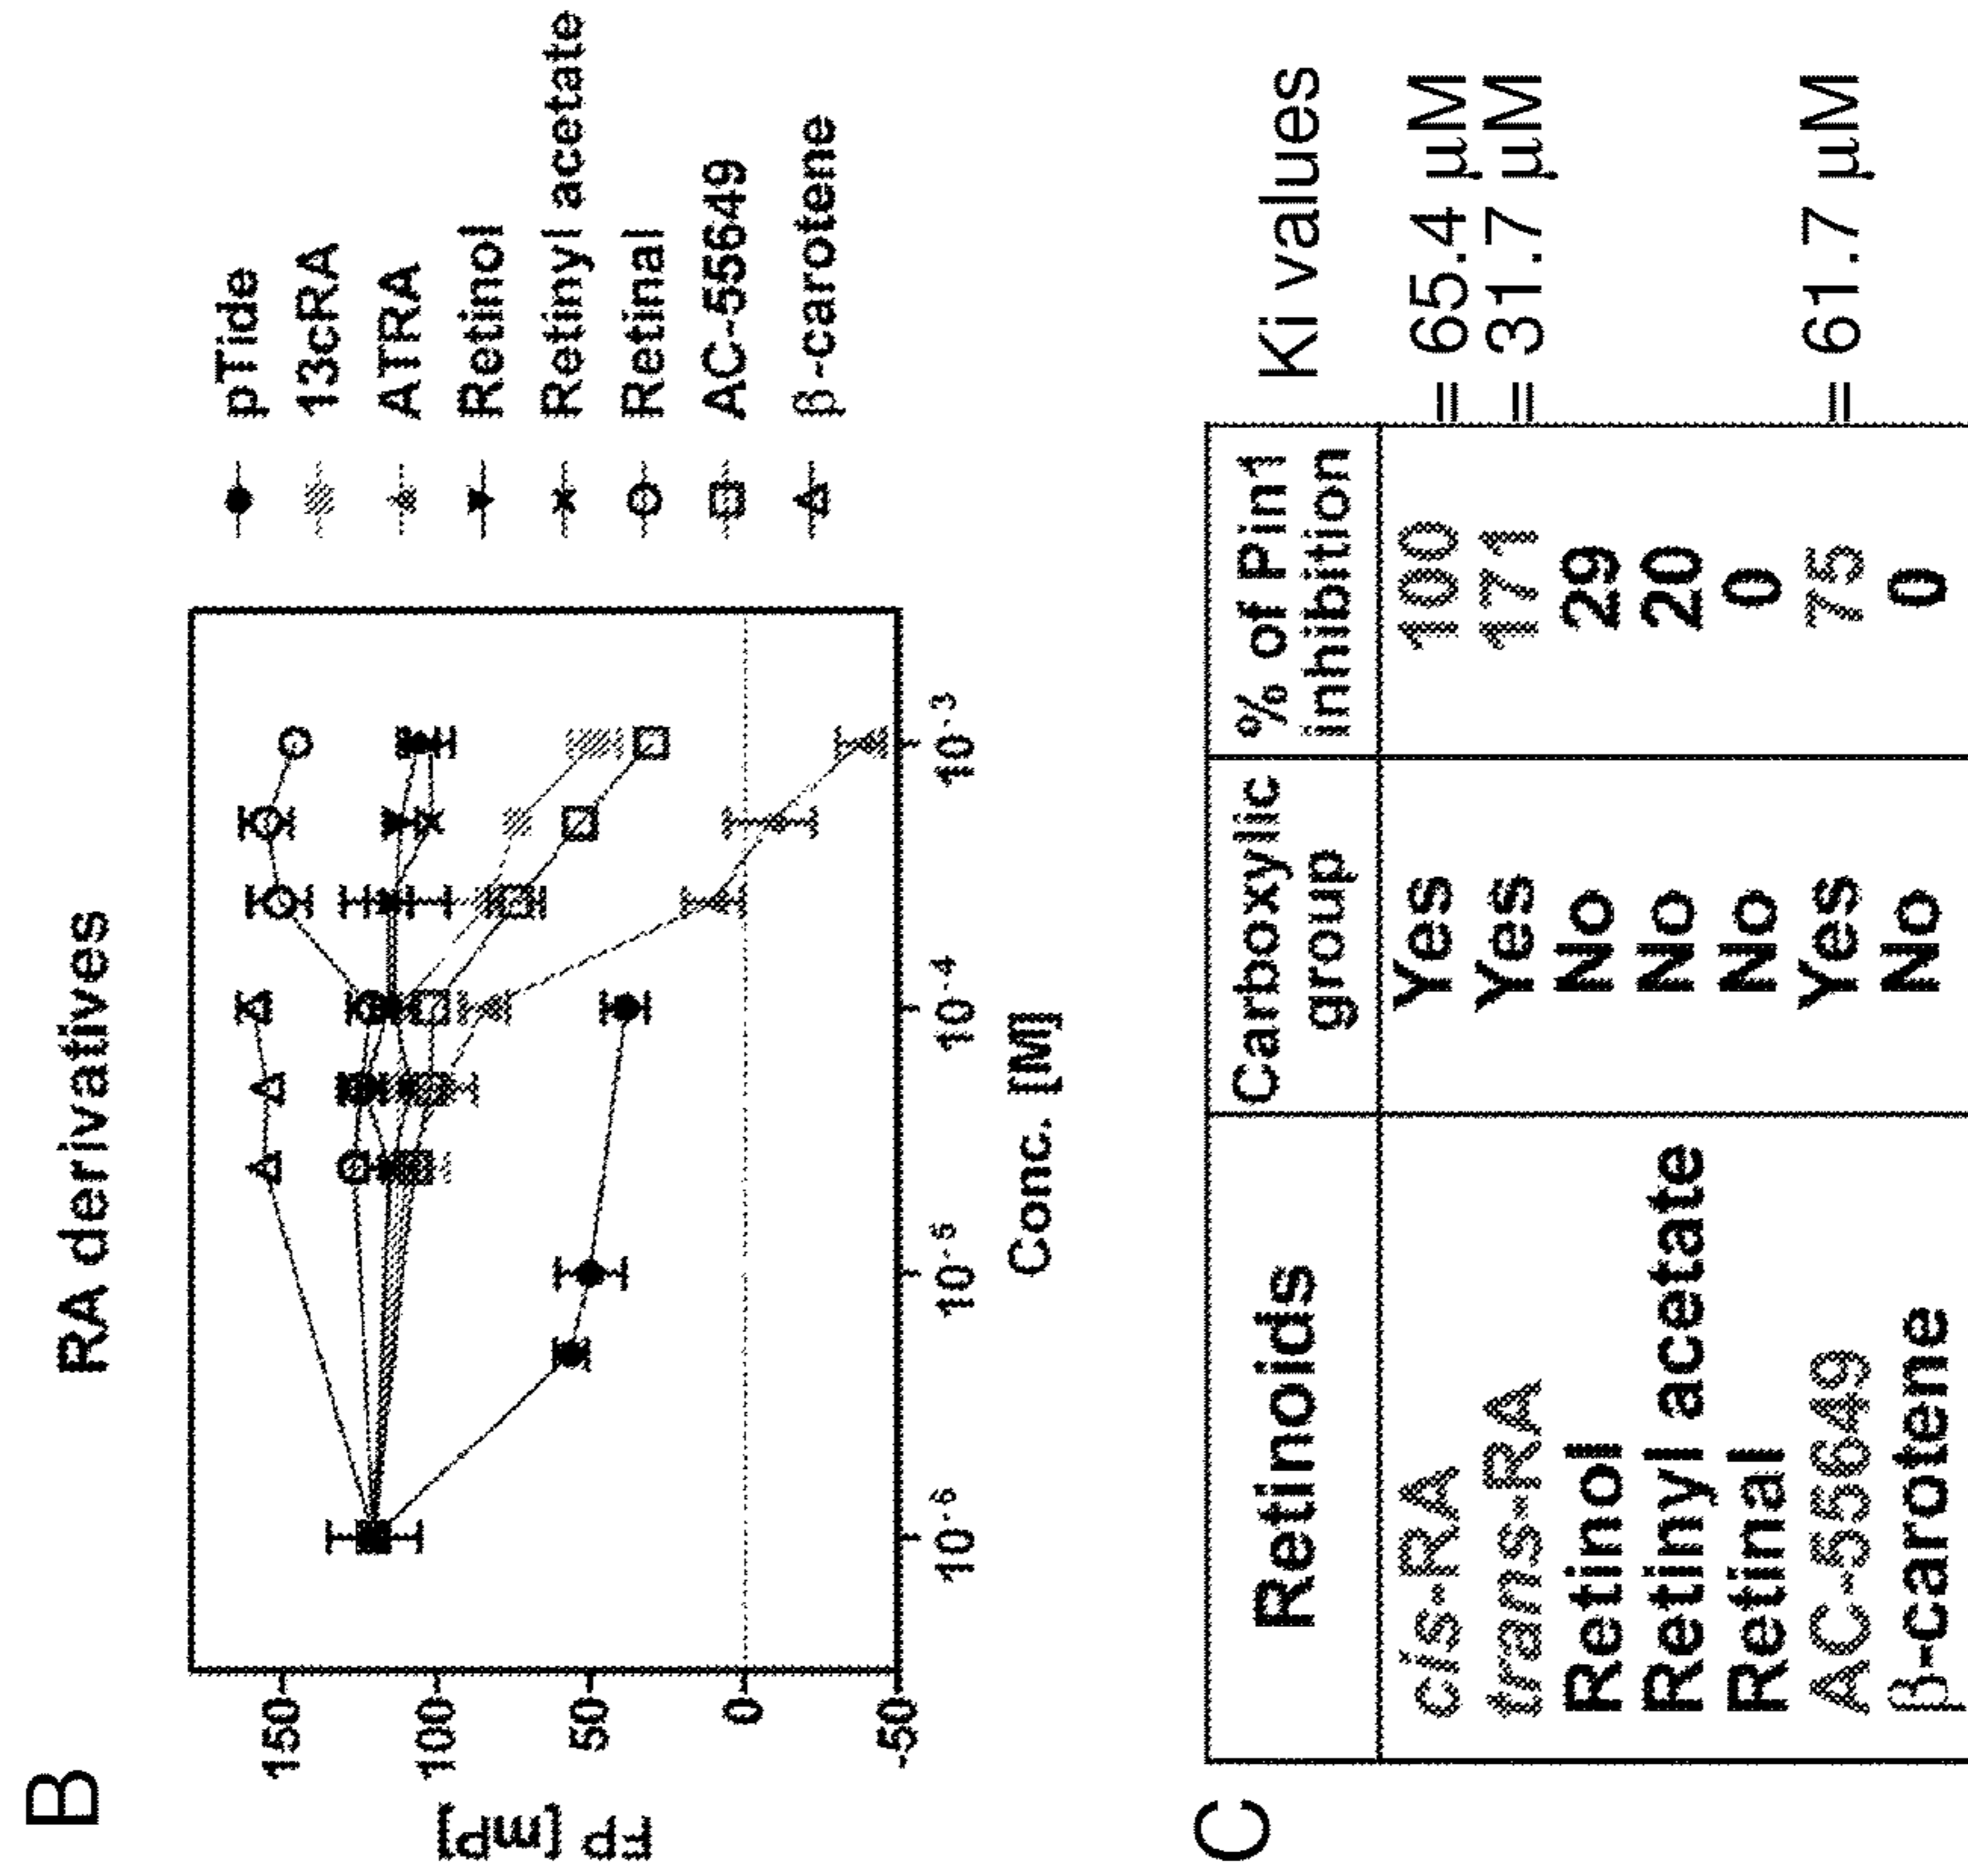 B
RA derivatives
FP [mP]
150
100
50
0
-50
10-6
10-5
10-4
10-3
Conc. [M]
pTide
13cRA
ATRA
Retinol
Retinyl acetate
Retinal
AC-55649
β-carotene
C
Retinoids Carboxylic group % of Pin1 inhibition Ki values
cis-RA Yes 100 = 65.4 µM
trans-RA Yes 171 = 31.7 µM
Retinol No 29
Retinyl acetate No 20
Retinal No 0
AC-55649 Yes 75 = 61.7 µM
β-carotene No 0